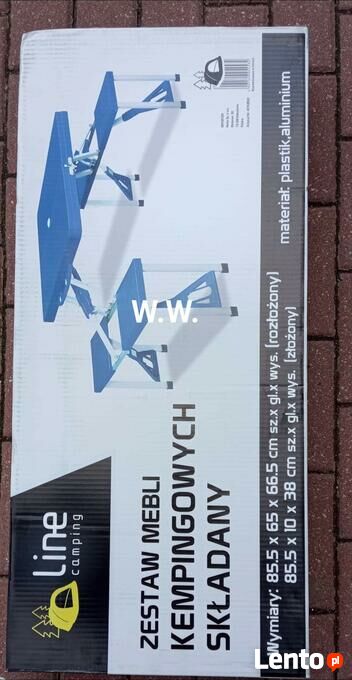 line
camping
ZESTAW MEBLI
KEMPINGOWYCH
SKŁADANY
Wymiary: 85.5 x 65 x 66.5 cm sz.x gł.x wys. (rozłożony)
85.5 x 10 x 38 cm sz.x gł.x wys. (złożony)
materiał: plastik,aluminium
W.W.
Lento.pl